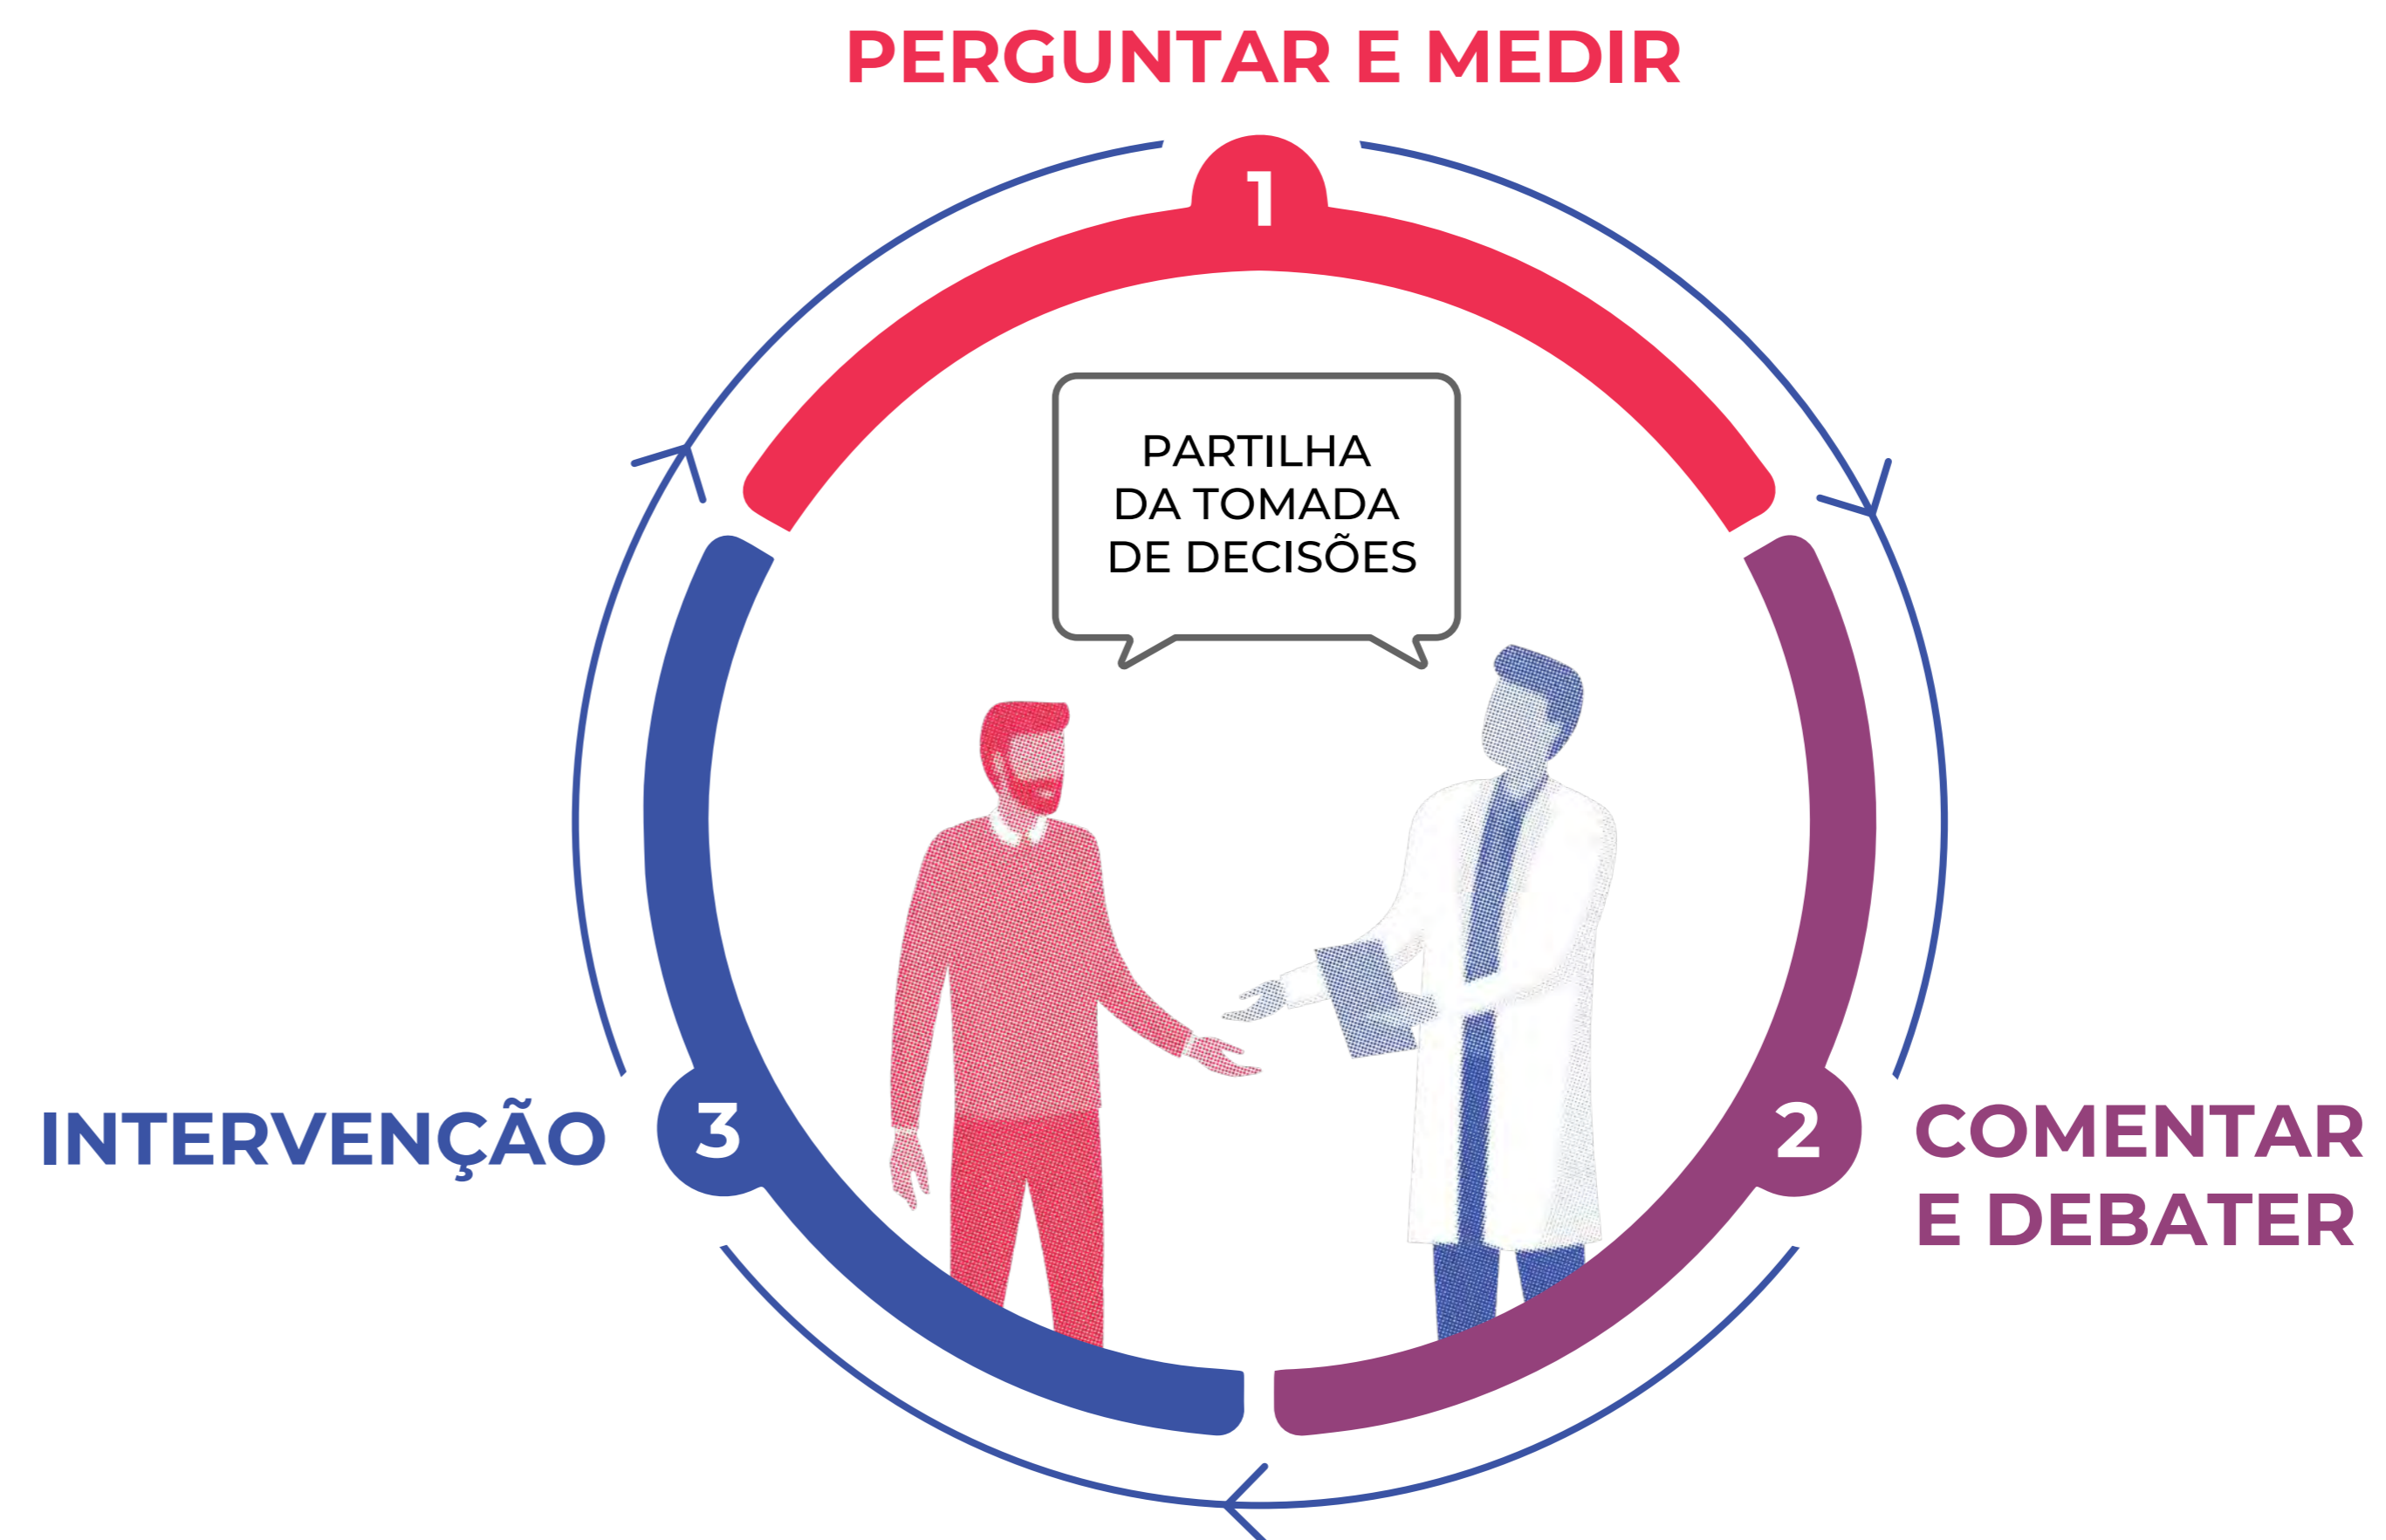 PERGUNTAR E MEDIR
1
PARTILHA
DA TOMADA
DE DECISÕES
2
COMENTAR
E DEBATER
3
INTERVENÇÃO